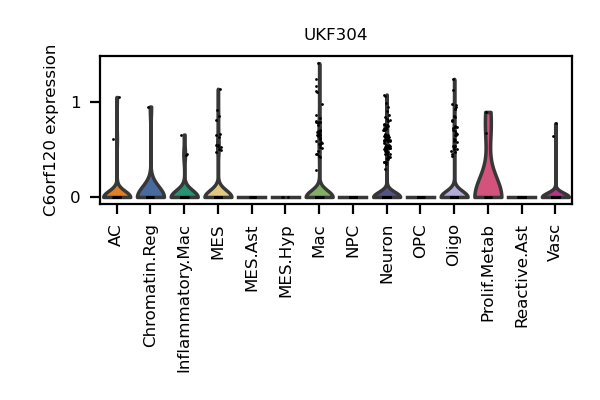 UKF304
C6orf120 expression
1
0
AC
Chromatin.Reg
Inflammatory.Mac
MES
MES.Ast
MES.Hyp
Mac
NPC
Neuron
OPC
Oligo
Prolif.Metab
Reactive.Ast
Vasc